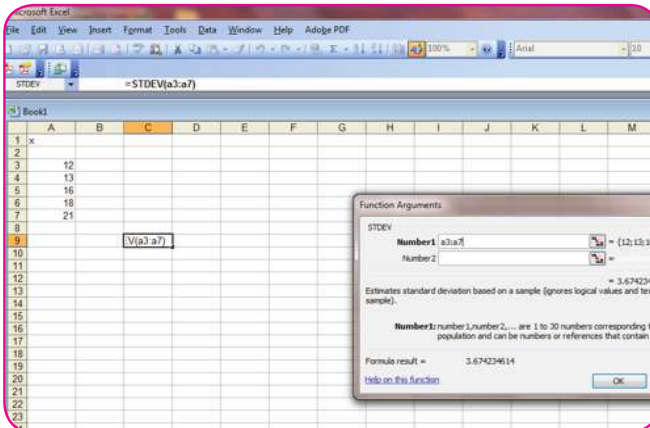 Microsoft Excel
File Edit View Insert Format Tools Data Window Help Adobe PDF
100% Arial 10
STDEV =STDEV(a3:a7)
Book1
A B C D E F G H I J K L M
1 x
2
3 12
4 13
5 16
6 18
7 21
8
9 :V(a3:a7)
10
11
12
13
14
15
16
17
18
19
20
21
22
23
Function Arguments
STDEV
Number1 a3:a7 = {12;13;1
Number2 =
= 3.67423
Estimates standard deviation based on a sample (ignores logical values and te
sample).
Number1: number1,number2,... are 1 to 30 numbers corresponding
population and can be numbers or references that contain
Formula result = 3.674234614
Help on this function OK